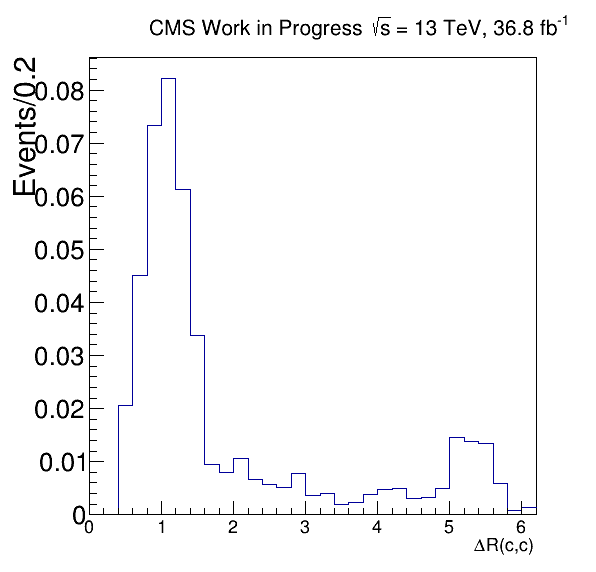 CMS Work in Progress √s = 13 TeV, 36.8 fb⁻¹
Events/0.2
0.08
0.07
0.06
0.05
0.04
0.03
0.02
0.01
0
0 1 2 3 4 5 6
ΔR(c,c)